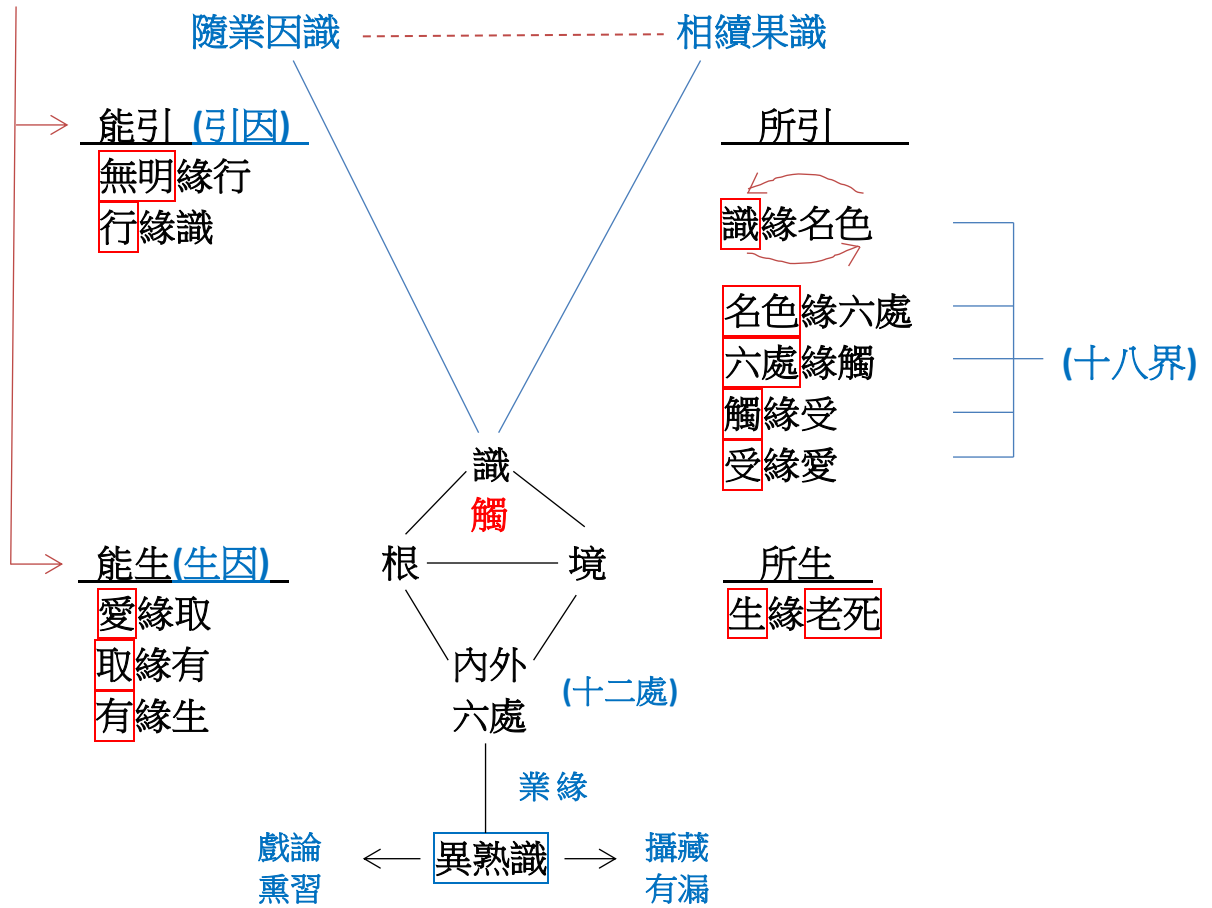 隨業因識
相續果識
能引 (引因)
無明緣行
行緣識
所引
識緣名色
名色緣六處
六處緣觸
觸緣受
受緣愛
(十八界)
識
觸
根
境
內外
六處
(十二處)
能生(生因)
愛緣取
取緣有
有緣生
所生
生緣老死
業緣
異熟識
戲論
熏習
攝藏
有漏